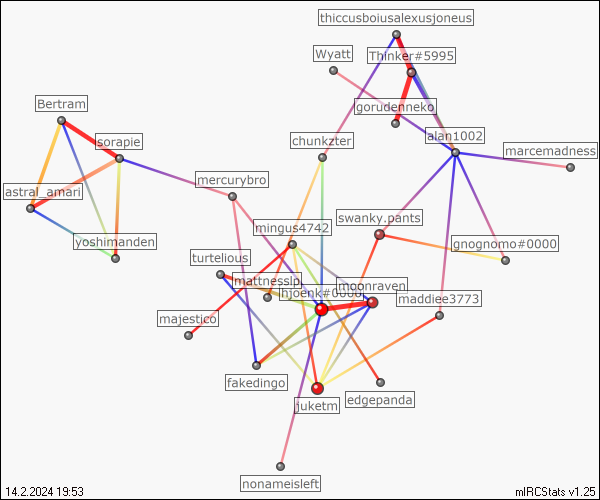 thiccusboiusalexusjoneus
Wyatt
Thinker#5995
gorudenneko
Bertram
sorapie
chunkzter
alan1002
marcemadness
mercurybro
astral_amari
swanky.pants
mingus4742
yoshimanden
gnognomo#0000
turtelious
mattnesslp
hjoenk#0000
moonraven
maddiee3773
majestico
fakedingo
juketm
edgepanda
nonameisleft
14.2.2024 19:53
mIRCStats v1.25